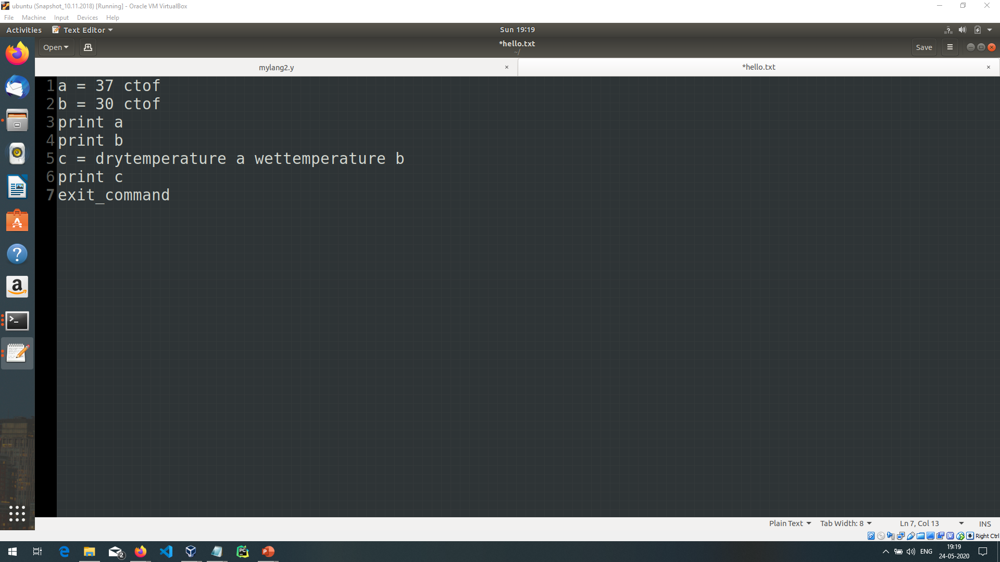 ubuntu (Snapshot_10.11.2018) [Running] - Oracle VM VirtualBox
File Machine Input Devices Help
Activities Text Editor Sun 19:19 ?
Open *hello.txt Save
~/
mylang2.y × *hello.txt ×
1 a = 37 ctof
2 b = 30 ctof
3 print a
4 print b
5 c = drytemperature a wettemperature b
6 print c
7 exit_command
Plain Text Tab Width: 8 Ln 7, Col 13 INS
Right Ctrl
2 PC P ENG 19:19
24-05-2020